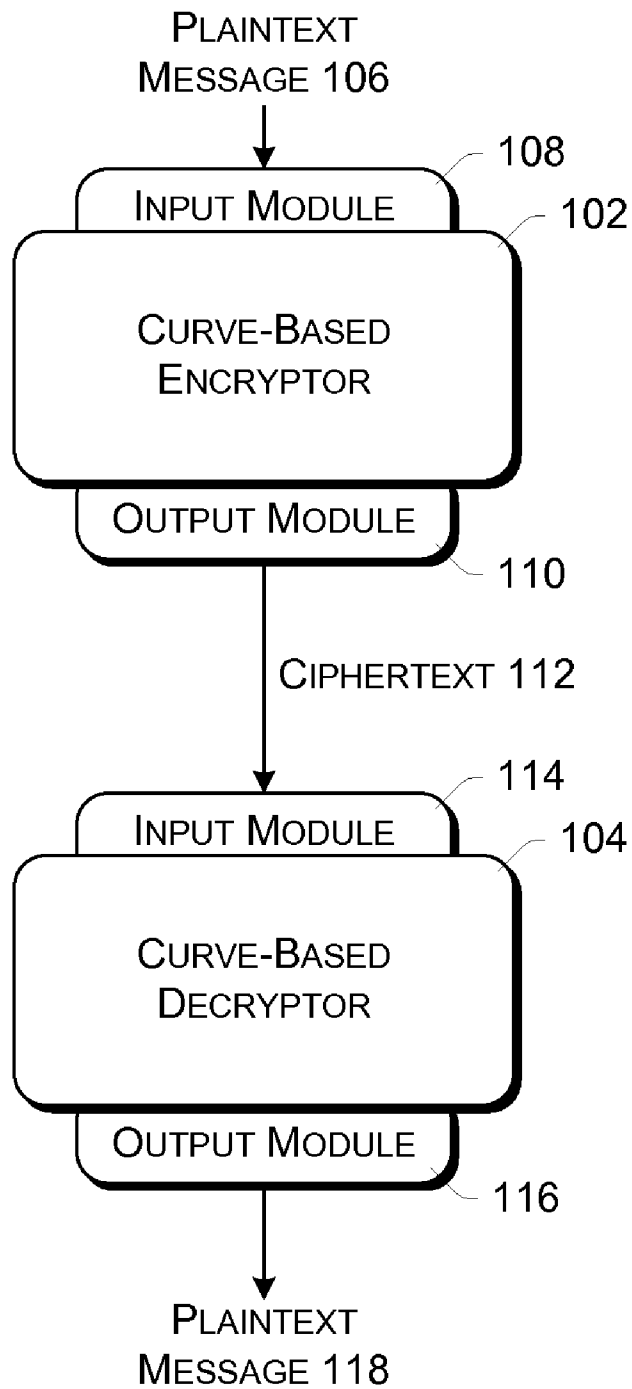 PLAINTEXT
MESSAGE 106
108
INPUT MODULE
102
CURVE-BASED
ENCRYPTOR
OUTPUT MODULE
110
CIPHERTEXT 112
114
INPUT MODULE
104
CURVE-BASED
DECRYPTOR
OUTPUT MODULE
116
PLAINTEXT
MESSAGE 118